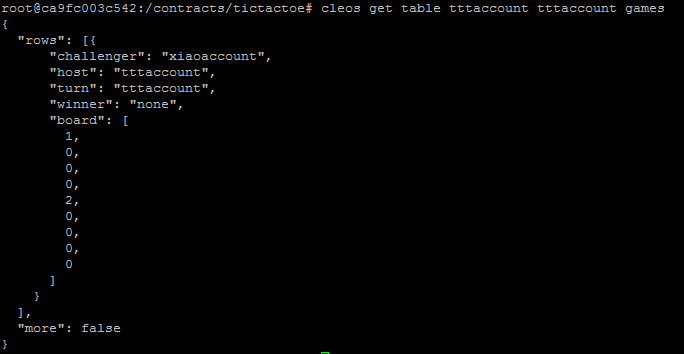 root@ca9fc003c542:/contracts/tictactoe# cleos get table tttaccount tttaccount games
{
  "rows": [{
      "challenger": "xiaoaccount",
      "host": "tttaccount",
      "turn": "tttaccount",
      "winner": "none",
      "board": [
        1,
        0,
        0,
        0,
        2,
        0,
        0,
        0,
        0
      ]
    }
  ],
  "more": false
}